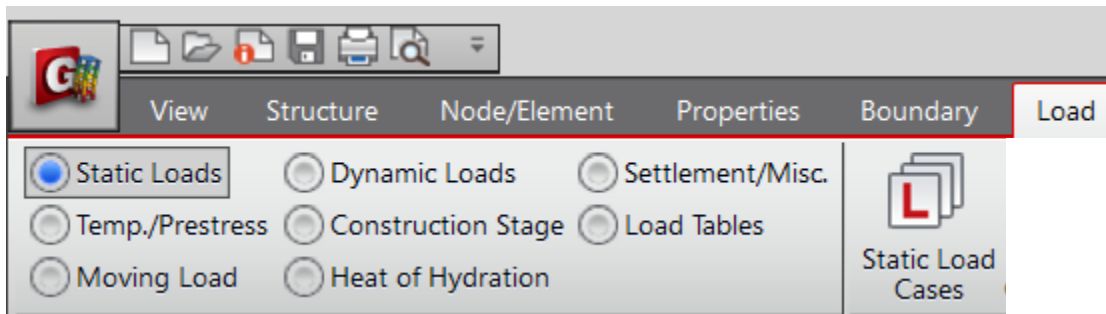 View Structure Node/Element Properties Boundary Load
Static Loads Dynamic Loads Settlement/Misc.
Temp./Prestress Construction Stage Load Tables
Moving Load Heat of Hydration
L
Static Load
Cases
G